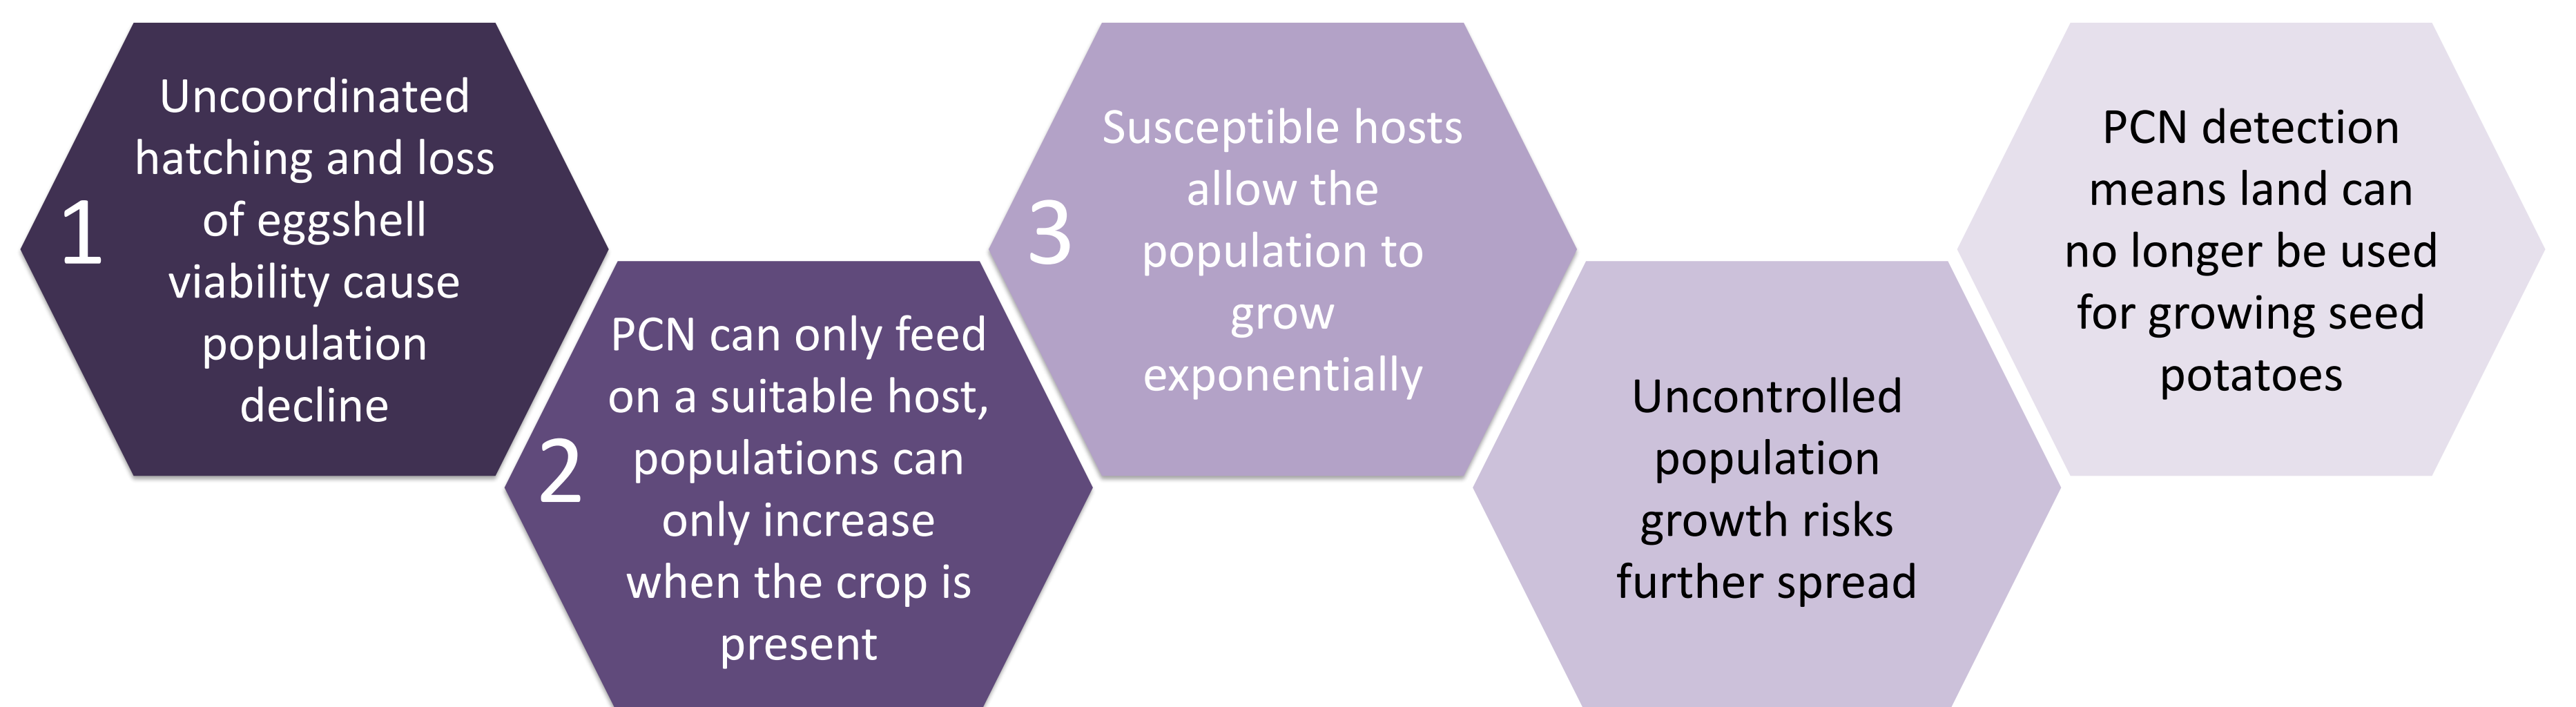 1
Uncoordinated
hatching and loss
of eggshell
viability cause
population
decline
2
PCN can only feed
on a suitable host,
populations can
only increase
when the crop is
present
3
Susceptible hosts
allow the
population to
grow
exponentially
Uncontrolled
population
growth risks
further spread
PCN detection
means land can
no longer be used
for growing seed
potatoes